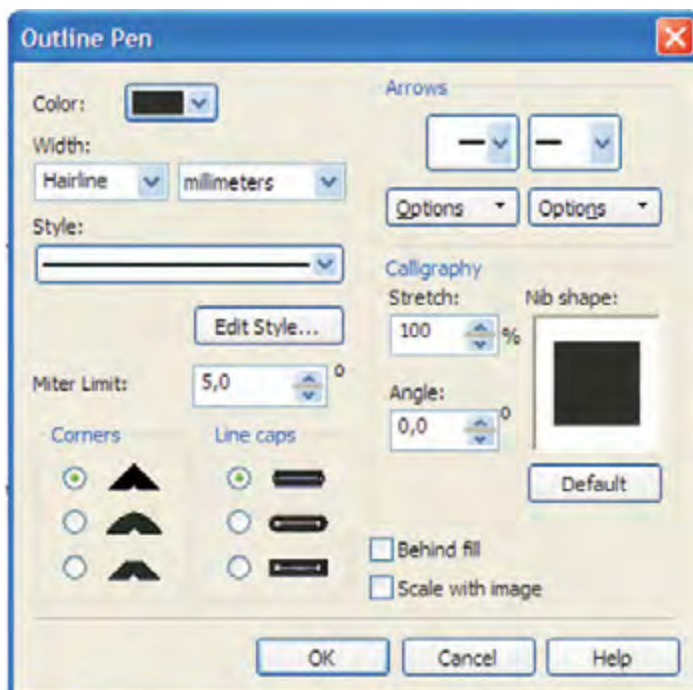 Outline Pen
Color:
Width:
Hairline
millimeters
Style:
Edit Style...
Miter Limit:
5,0
°
Corners
Line caps
Arrows
Options
Options
Calligraphy
Stretch:
100
%
Nib shape:
Angle:
0,0
°
Default
Behind fill
Scale with image
OK
Cancel
Help